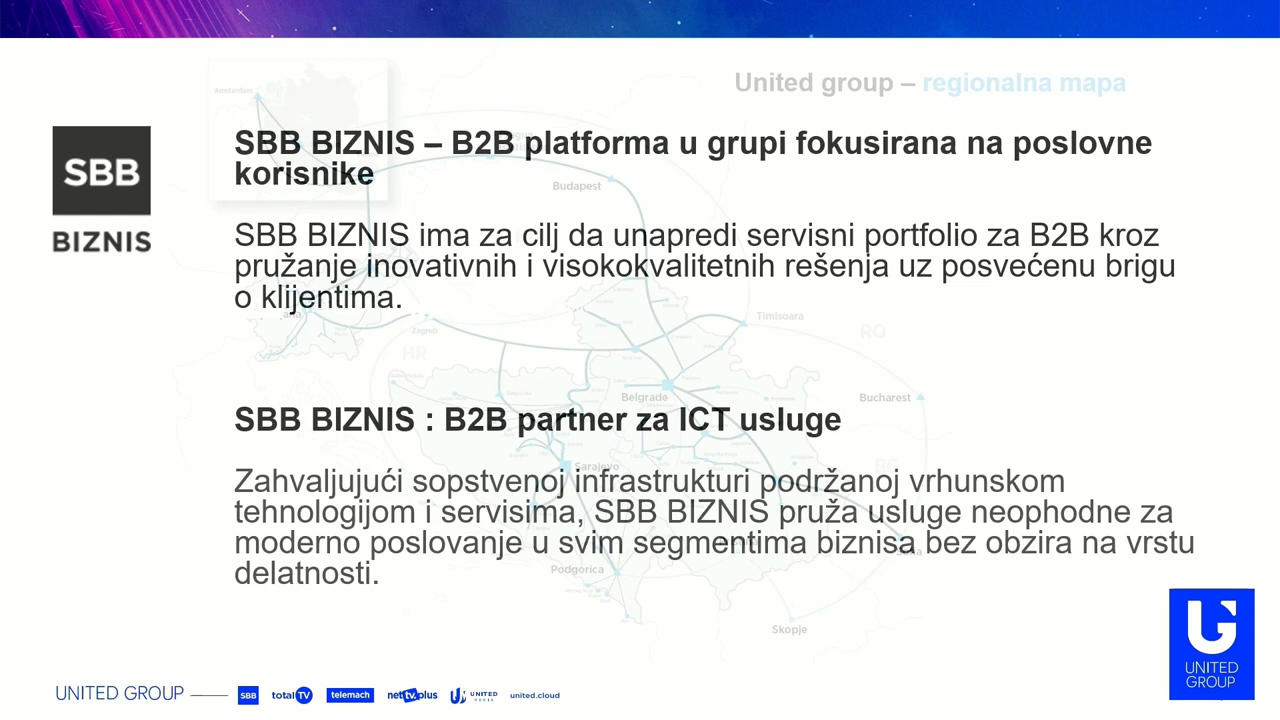 United group – regionalna mapa
Amsterdam
SBB
BIZNIS
SBB BIZNIS – B2B platforma u grupi fokusirana na poslovne
korisnike
Budapest
SBB BIZNIS ima za cilj da unapredi servisni portfolio za B2B kroz
pružanje inovativnih i visokokvalitetnih rešenja uz posvećenu brigu
o klijentima.
Timisoara
Zagreb
RO
HR
Belgrade
Bucharest
SBB BIZNIS : B2B partner za ICT usluge
Sarajevo
BG
Zahvaljujući sopstvenoj infrastrukturi podržanoj vrhunskom
tehnologijom i servisima, SBB BIZNIS pruža usluge neophodne za
moderno poslovanje u svim segmentima biznisa bez obzira na vrstu
delatnosti.
Podgorica
Skopje
UNITED
GROUP
UNITED GROUP
SBB
total TV
telemach
net tv plus
UNITED
MEDIA
united.cloud